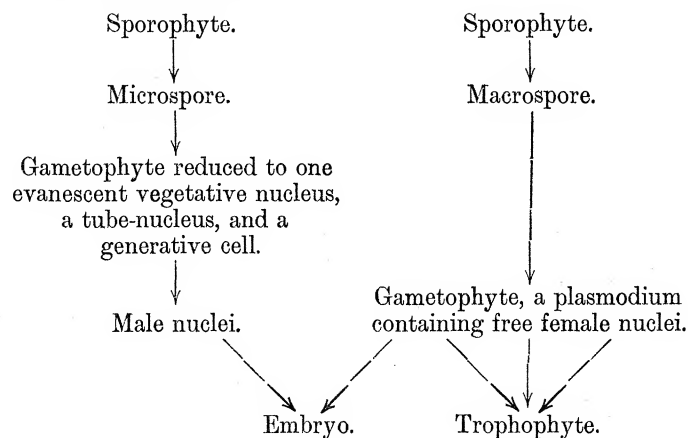 Sporophyte.
Microspore.
Gametophyte reduced to one
evanescent vegetative nucleus,
a tube-nucleus, and a
generative cell.
Male nuclei.
Sporophyte.
Macrospore.
Gametophyte, a plasmodium
containing free female nuclei.
Embryo.
Trophophyte.